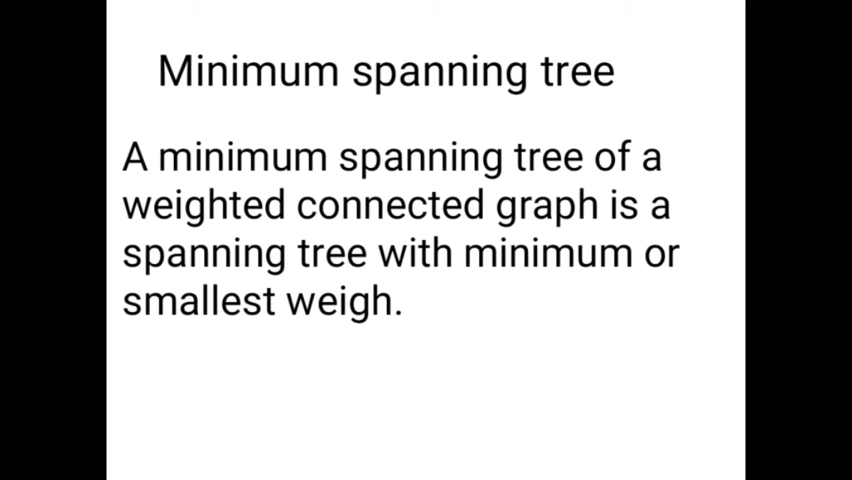 Minimum spanning tree
A minimum spanning tree of a
weighted connected graph is a
spanning tree with minimum or
smallest weigh.